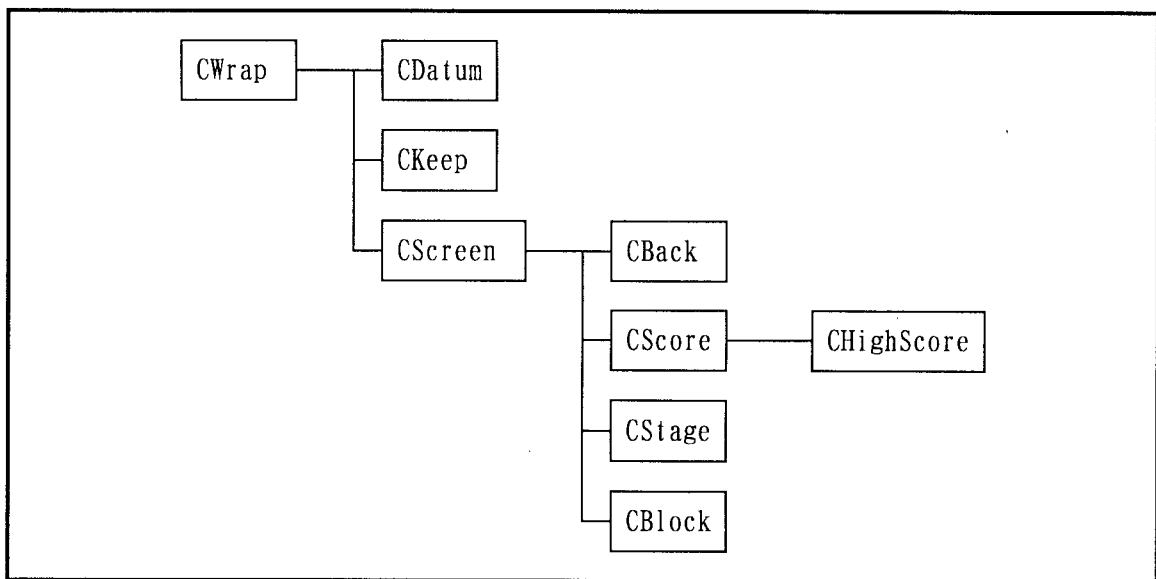 CWrap
CDatum
CKeep
CScreen
CBack
CScore
CHighScore
CStage
CBlock